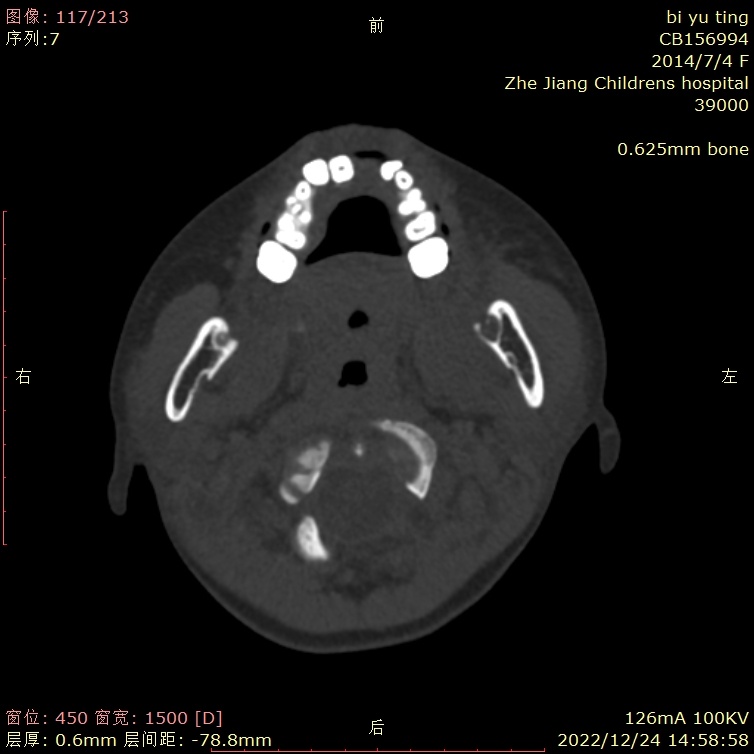 图像: 117/213
序列:7
前
bi yu ting
CB156994
2014/7/4 F
Zhe Jiang Childrens hospital
39000
0.625mm bone
右
左
窗位: 450 窗宽: 1500 [D]
层厚: 0.6mm 层间距: -78.8mm
后
126mA 100KV
2022/12/24 14:58:58